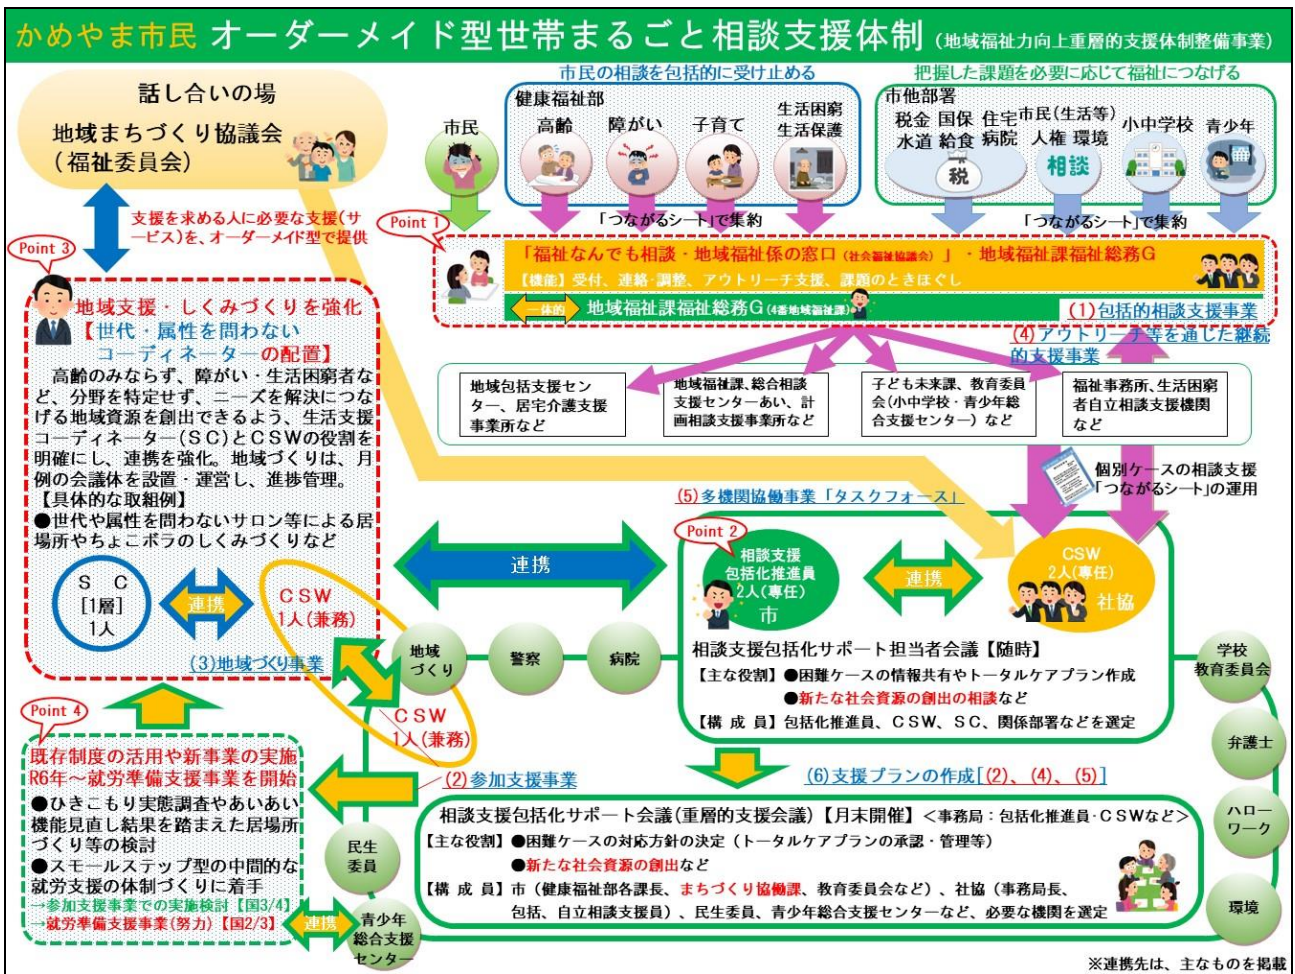 かめやま市民 オーダーメイド型世帯まるごと相談支援体制 (地域福祉力向上重層的支援体制整備事業)
話し合いの場
地域まちづくり協議会
(福祉委員会)
市民の相談を包括的に受け止める
健康福祉部
高齢 障がい 子育て
生活困窮
生活保護
市民
把握した課題を必要に応じて福祉につなげる
市他部署
税金 国保 住宅 市民(生活等)
水道 給食 病院 人権 環境
小中学校 青少年
税
相談
「つながるシート」で集約
「つながるシート」で集約
支援を求める人に必要な支援(サ
ービス)を、オーダーメイド型で提供
Point 1
「福祉なんでも相談・地域福祉係の窓口(社会福祉協議会)」・地域福祉課福祉総務G
【機能】受付、連絡・調整、アウトリーチ支援、課題のときほぐし
一体的
地域福祉課福祉総務G(4番地域福祉課)
(1)包括的相談支援事業
(4)アウトリーチ等を通じた継続
的支援事業
地域包括支援セン
ター、居宅介護支援
事業所など
地域福祉課、総合相談
支援センターあい、計
画相談支援事業所など
子ども未来課、教育委員
会(小中学校・青少年総
合支援センター)など
福祉事務所、生活困窮
者自立相談支援機関
など
個別ケースの相談支援
「つながるシート」の運用
Point 3
地域支援・しくみづくりを強化
【世代・属性を問わない
コーディネーターの配置】
高齢のみならず、障がい・生活困窮者な
ど、分野を特定せず、ニーズを解決につな
げる地域資源を創出できるよう、生活支援
コーディネーター(SC)とCSWの役割を
明確にし、連携を強化。地域づくりは、月
例の会議体を設置・運営し、進捗管理。
【具体的な取組例】
●世代や属性を問わないサロン等による居
場所やちょこボラのしくみづくりなど
S C
[1層]
1人
連携
CSW
1人(兼務)
(3)地域づくり事業
CSW
1人(兼務)
連携
(5)多機関協働事業「タスクフォース」
Point 2
相談支援
包括化推進員
2人(専任)
市
連携
CSW
2人(専任)
社協
相談支援包括化サポート担当者会議【随時】
【主な役割】●困難ケースの情報共有やトータルケアプラン作成
●新たな社会資源の創出の相談など
【構 成 員】包括化推進員、CSW、SC、関係部署などを選定
地域
づくり
警察
病院
学校
教育委員会
弁護士
ハロー
ワーク
環境
民生
委員
青少年
総合支援
センター
Point 4
既存制度の活用や新事業の実施
R6年~就労準備支援事業を開始
●ひきこもり実態調査やあいあい
機能見直し結果を踏まえた居場所
づくり等の検討
●スモールステップ型の中間的な
就労支援の体制づくりに着手
→参加支援事業での実施検討【国3/4】
→就労準備支援事業(努力)【国2/3】
連携
(2)参加支援事業
(6)支援プランの作成[(2)、(4)、(5)]
相談支援包括化サポート会議(重層的支援会議)【月末開催】<事務局:包括化推進員・CSWなど>
【主な役割】●困難ケースの対応方針の決定(トータルケアプランの承認・管理等)
●新たな社会資源の創出など
【構 成 員】市(健康福祉部各課長、まちづくり協働課、教育委員会など)、社協(事務局長、
包括、自立相談支援員)、民生委員、青少年総合支援センターなど、必要な機関を選定
※連携先は、主なものを掲載